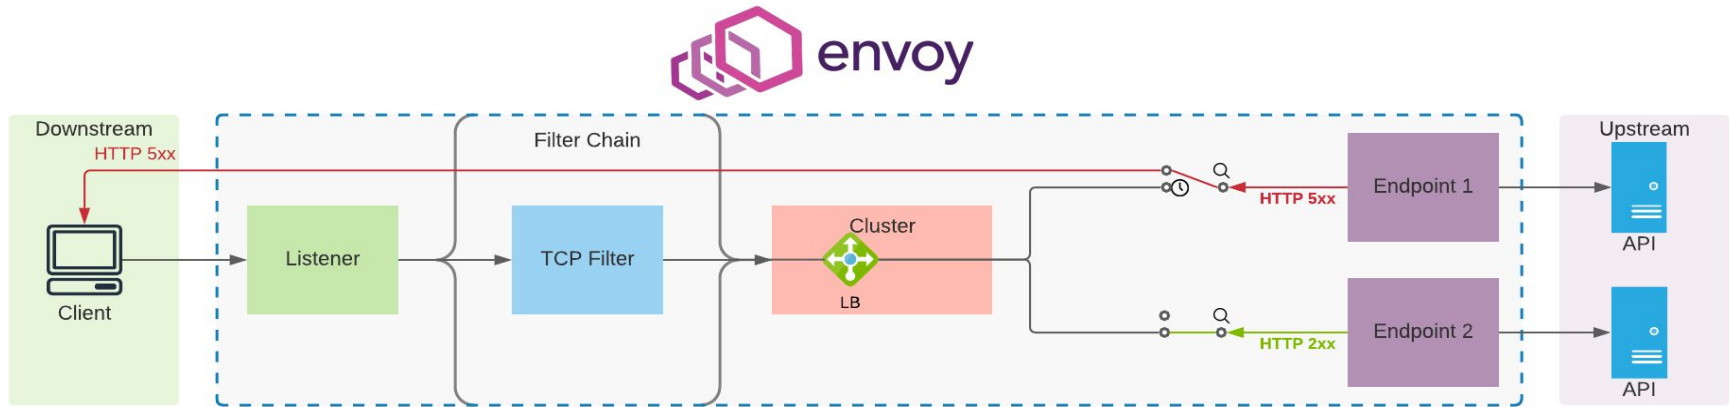 envoy
Downstream
HTTP 5xx
Client
Filter Chain
Listener
TCP Filter
Cluster
LB
HTTP 5xx
Endpoint 1
HTTP 2xx
Endpoint 2
Upstream
API
API